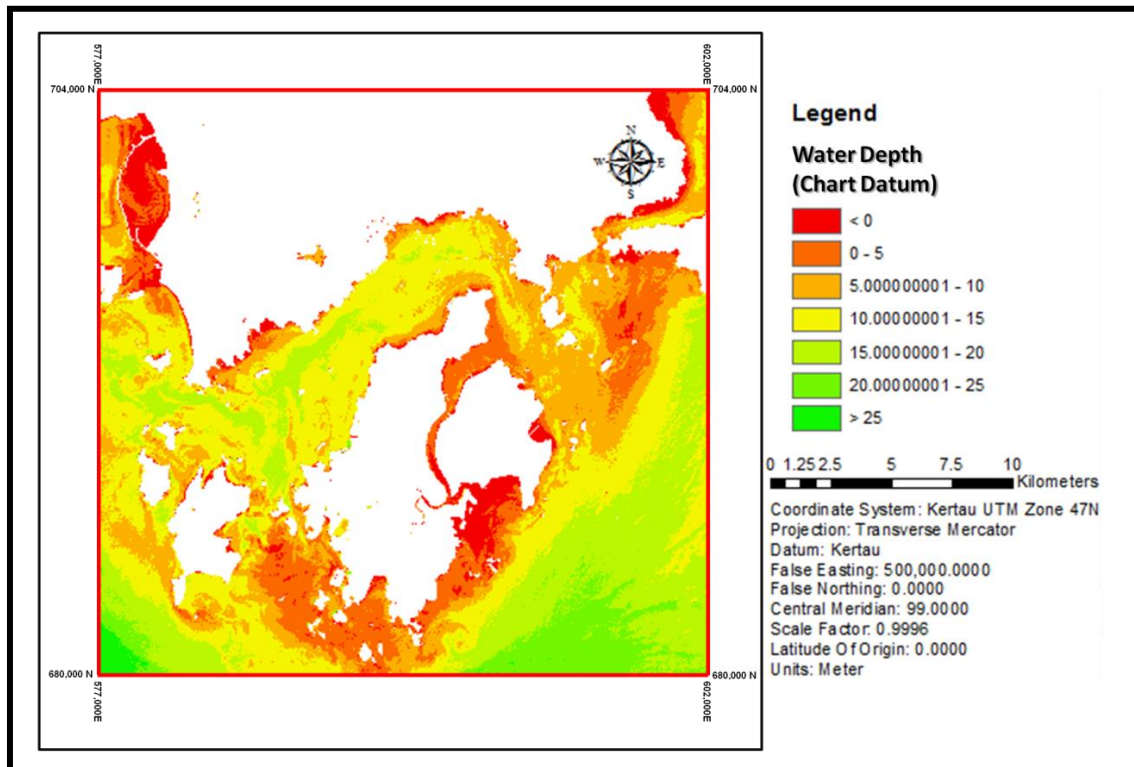 577.000E
602.000E
704,000 N
704,000 N
N
W E
S
680,000 N
680,000 N
577.000E
602.000E
Legend
Water Depth
(Chart Datum)
< 0
0 - 5
5.000000001 - 10
10.00000001 - 15
15.00000001 - 20
20.00000001 - 25
> 25
0 1.25 2.5 5 7.5 10
Kilometers
Coordinate System: Kertau UTM Zone 47N
Projection: Transverse Mercator
Datum: Kertau
False Easting: 500,000.0000
False Northing: 0.0000
Central Meridian: 99.0000
Scale Factor: 0.9996
Latitude Of Origin: 0.0000
Units: Meter